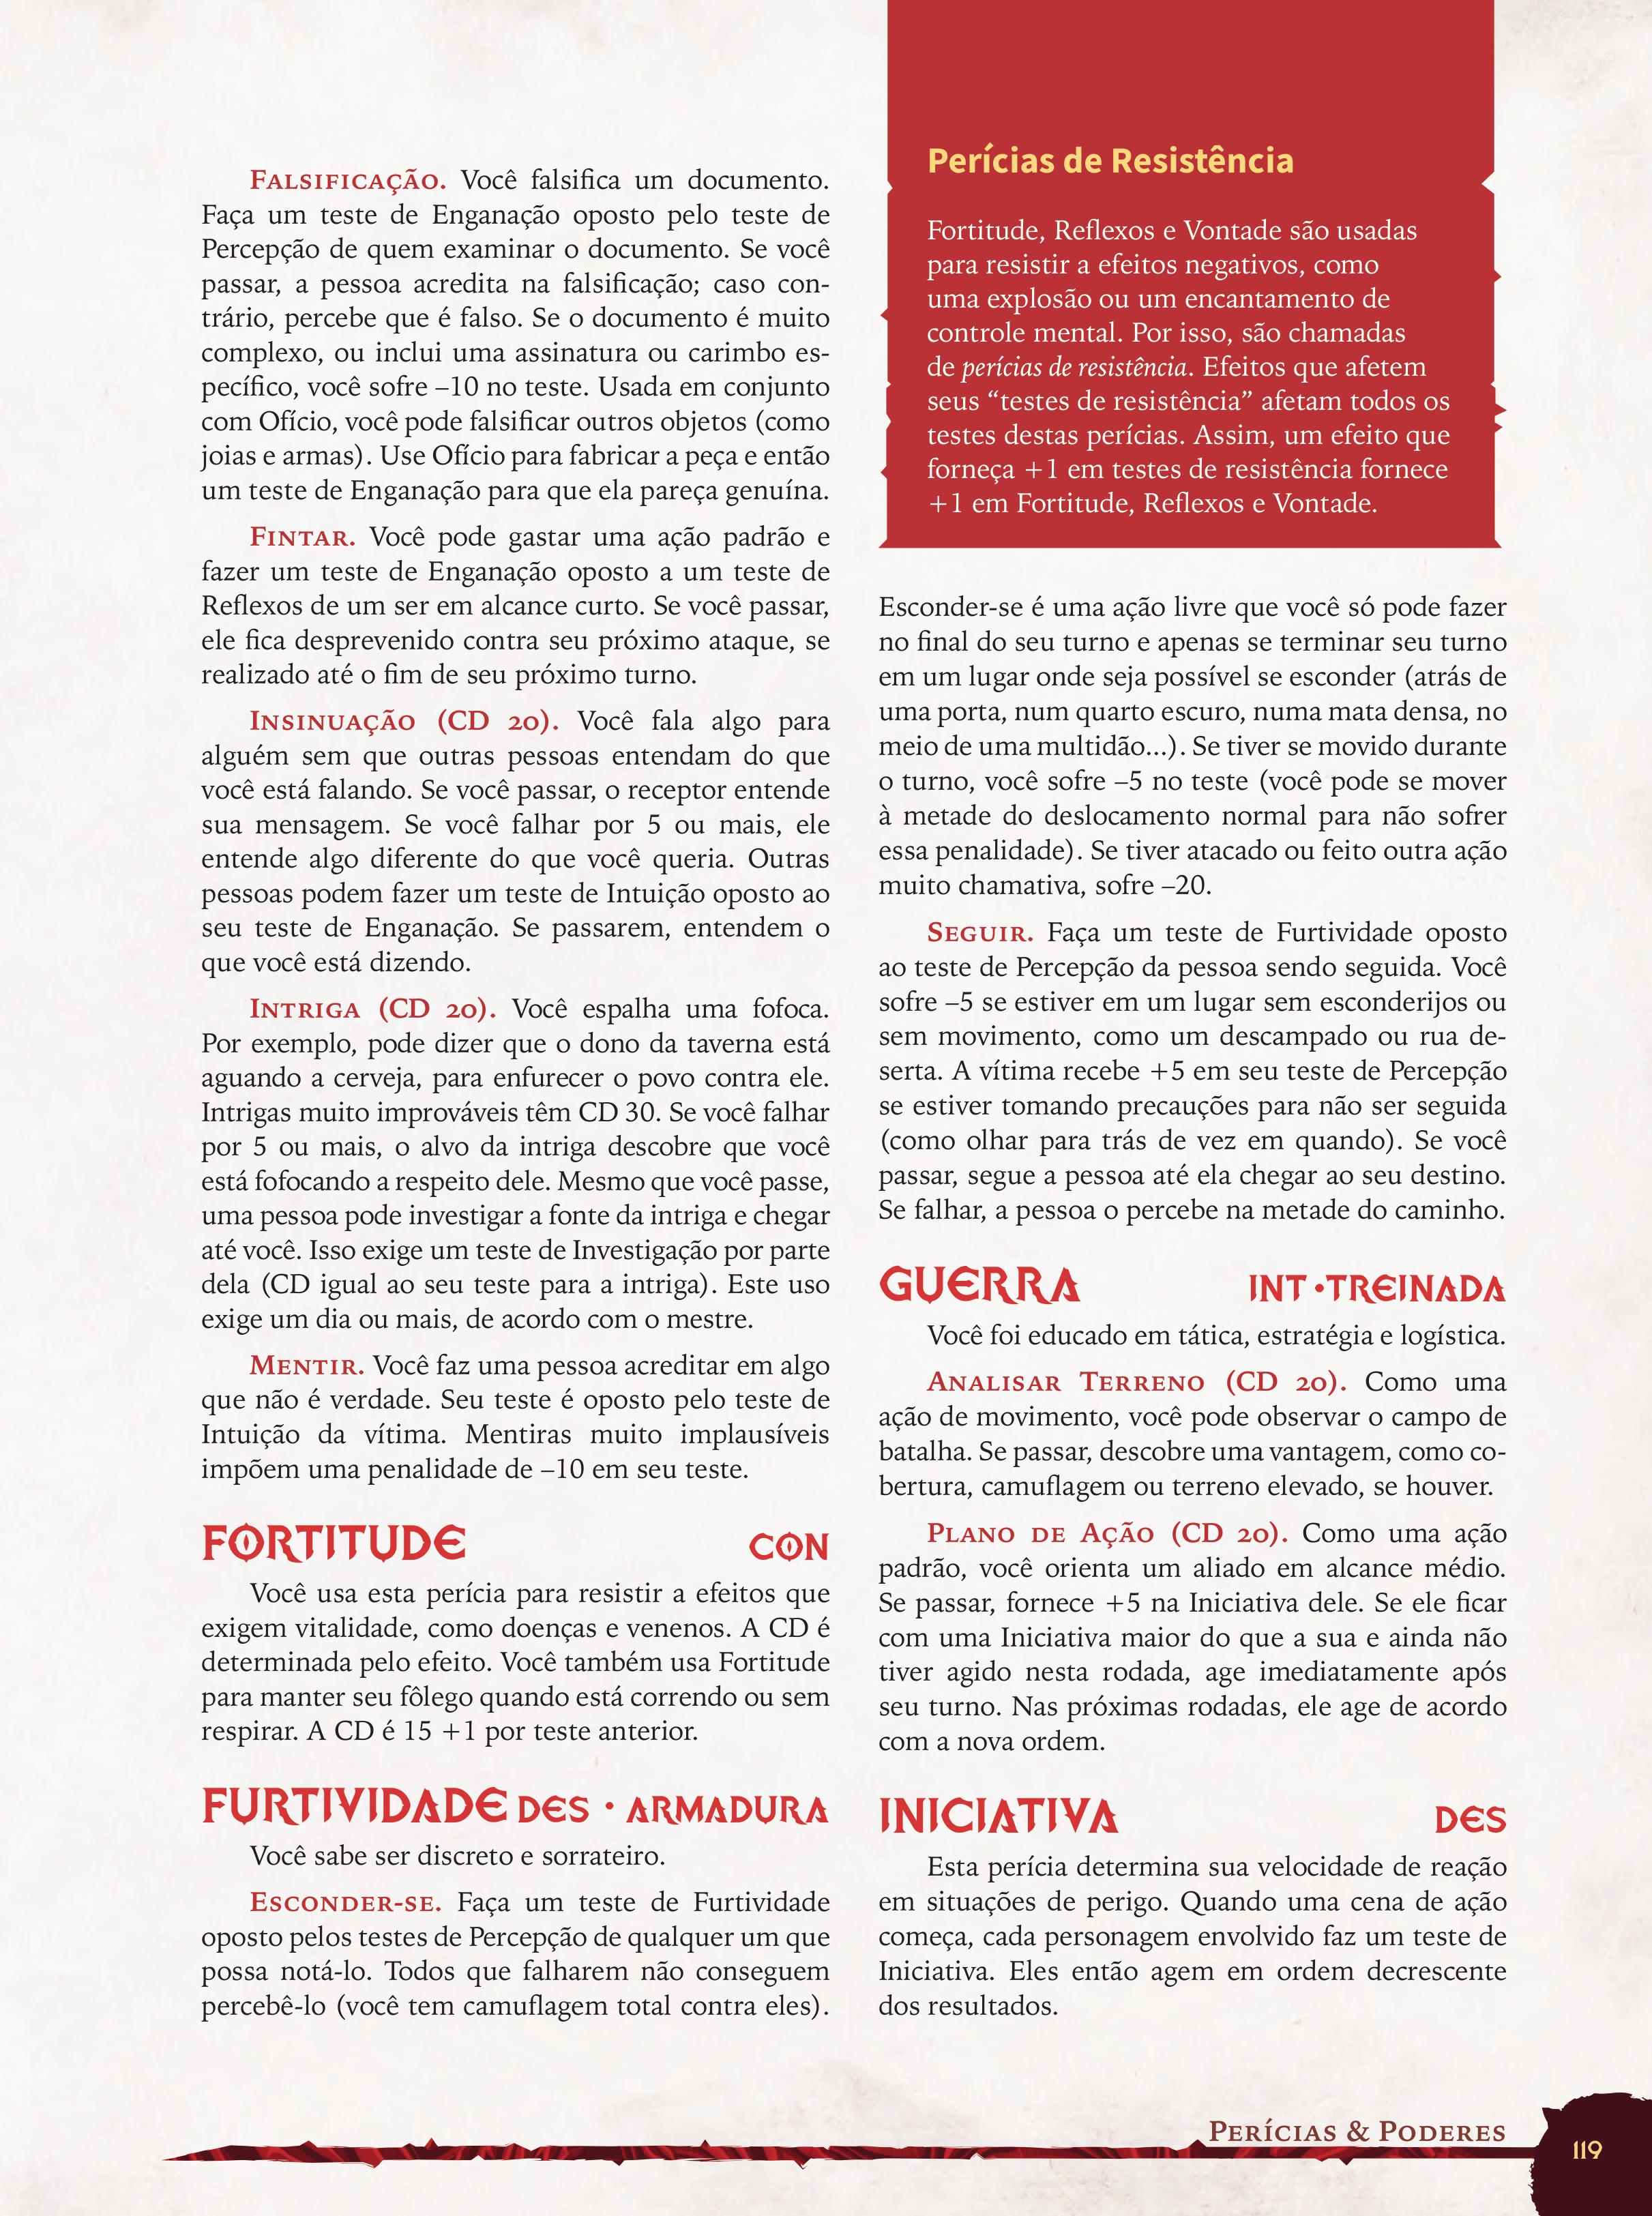 Falsificação. Você falsifica um documento.
Faça um teste de Enganação oposto pelo teste de
Percepção de quem examinar o documento. Se você
passar, a pessoa acredita na falsificação; caso con-
trário, percebe que é falso. Se o documento é muito
complexo, ou inclui uma assinatura ou carimbo es-
pecífico, você sofre –10 no teste. Usada em conjunto
com Ofício, você pode falsificar outros objetos (como
joias e armas). Use Ofício para fabricar a peça e então
um teste de Enganação para que ela pareça genuína.
Fintar. Você pode gastar uma ação padrão e
fazer um teste de Enganação oposto a um teste de
Reflexos de um ser em alcance curto. Se você passar,
ele fica desprevenido contra seu próximo ataque, se
realizado até o fim de seu próximo turno.
Insinuação (CD 20). Você fala algo para
alguém sem que outras pessoas entendam do que
você está falando. Se você passar, o receptor entende
sua mensagem. Se você falhar por 5 ou mais, ele
entende algo diferente do que você queria. Outras
pessoas podem fazer um teste de Intuição oposto ao
seu teste de Enganação. Se passarem, entendem o
que você está dizendo.
Intriga (CD 20). Você espalha uma fofoca.
Por exemplo, pode dizer que o dono da taverna está
aguando a cerveja, para enfurecer o povo contra ele.
Intrigas muito improváveis têm CD 30. Se você falhar
por 5 ou mais, o alvo da intriga descobre que você
está fofocando a respeito dele. Mesmo que você passe,
uma pessoa pode investigar a fonte da intriga e chegar
até você. Isso exige um teste de Investigação por parte
dela (CD igual ao seu teste para a intriga). Este uso
exige um dia ou mais, de acordo com o mestre.
Mentir. Você faz uma pessoa acreditar em algo
que não é verdade. Seu teste é oposto pelo teste de
Intuição da vítima. Mentiras muito implausíveis
impõem uma penalidade de –10 em seu teste.
FORTITUDE CON
Você usa esta perícia para resistir a efeitos que
exigem vitalidade, como doenças e venenos. A CD é
determinada pelo efeito. Você também usa Fortitude
para manter seu fôlego quando está correndo ou sem
respirar. A CD é 15 +1 por teste anterior.
FURTIVIDADE DES • ARMADURA
Você sabe ser discreto e sorrateiro.
Esconder-se. Faça um teste de Furtividade
oposto pelos testes de Percepção de qualquer um que
possa notá-lo. Todos que falharem não conseguem
percebê-lo (você tem camuflagem total contra eles).
Perícias de Resistência
Fortitude, Reflexos e Vontade são usadas
para resistir a efeitos negativos, como
uma explosão ou um encantamento de
controle mental. Por isso, são chamadas
de perícias de resistência. Efeitos que afetem
seus “testes de resistência” afetam todos os
testes destas perícias. Assim, um efeito que
forneça +1 em testes de resistência fornece
+1 em Fortitude, Reflexos e Vontade.
Esconder-se é uma ação livre que você só pode fazer
no final do seu turno e apenas se terminar seu turno
em um lugar onde seja possível se esconder (atrás de
uma porta, num quarto escuro, numa mata densa, no
meio de uma multidão...). Se tiver se movido durante
o turno, você sofre –5 no teste (você pode se mover
à metade do deslocamento normal para não sofrer
essa penalidade). Se tiver atacado ou feito outra ação
muito chamativa, sofre –20.
Seguir. Faça um teste de Furtividade oposto
ao teste de Percepção da pessoa sendo seguida. Você
sofre –5 se estiver em um lugar sem esconderijos ou
sem movimento, como um descampado ou rua de-
serta. A vítima recebe +5 em seu teste de Percepção
se estiver tomando precauções para não ser seguida
(como olhar para trás de vez em quando). Se você
passar, segue a pessoa até ela chegar ao seu destino.
Se falhar, a pessoa o percebe na metade do caminho.
GUERRA INT •TREINADA
Você foi educado em tática, estratégia e logística.
Analisar Terreno (CD 20). Como uma
ação de movimento, você pode observar o campo de
batalha. Se passar, descobre uma vantagem, como co-
bertura, camuflagem ou terreno elevado, se houver.
Plano de Ação (CD 20). Como uma ação
padrão, você orienta um aliado em alcance médio.
Se passar, fornece +5 na Iniciativa dele. Se ele ficar
com uma Iniciativa maior do que a sua e ainda não
tiver agido nesta rodada, age imediatamente após
seu turno. Nas próximas rodadas, ele age de acordo
com a nova ordem.
INICIATIVA DES
Esta perícia determina sua velocidade de reação
em situações de perigo. Quando uma cena de ação
começa, cada personagem envolvido faz um teste de
Iniciativa. Eles então agem em ordem decrescente
dos resultados.
Perícias & Poderes
119